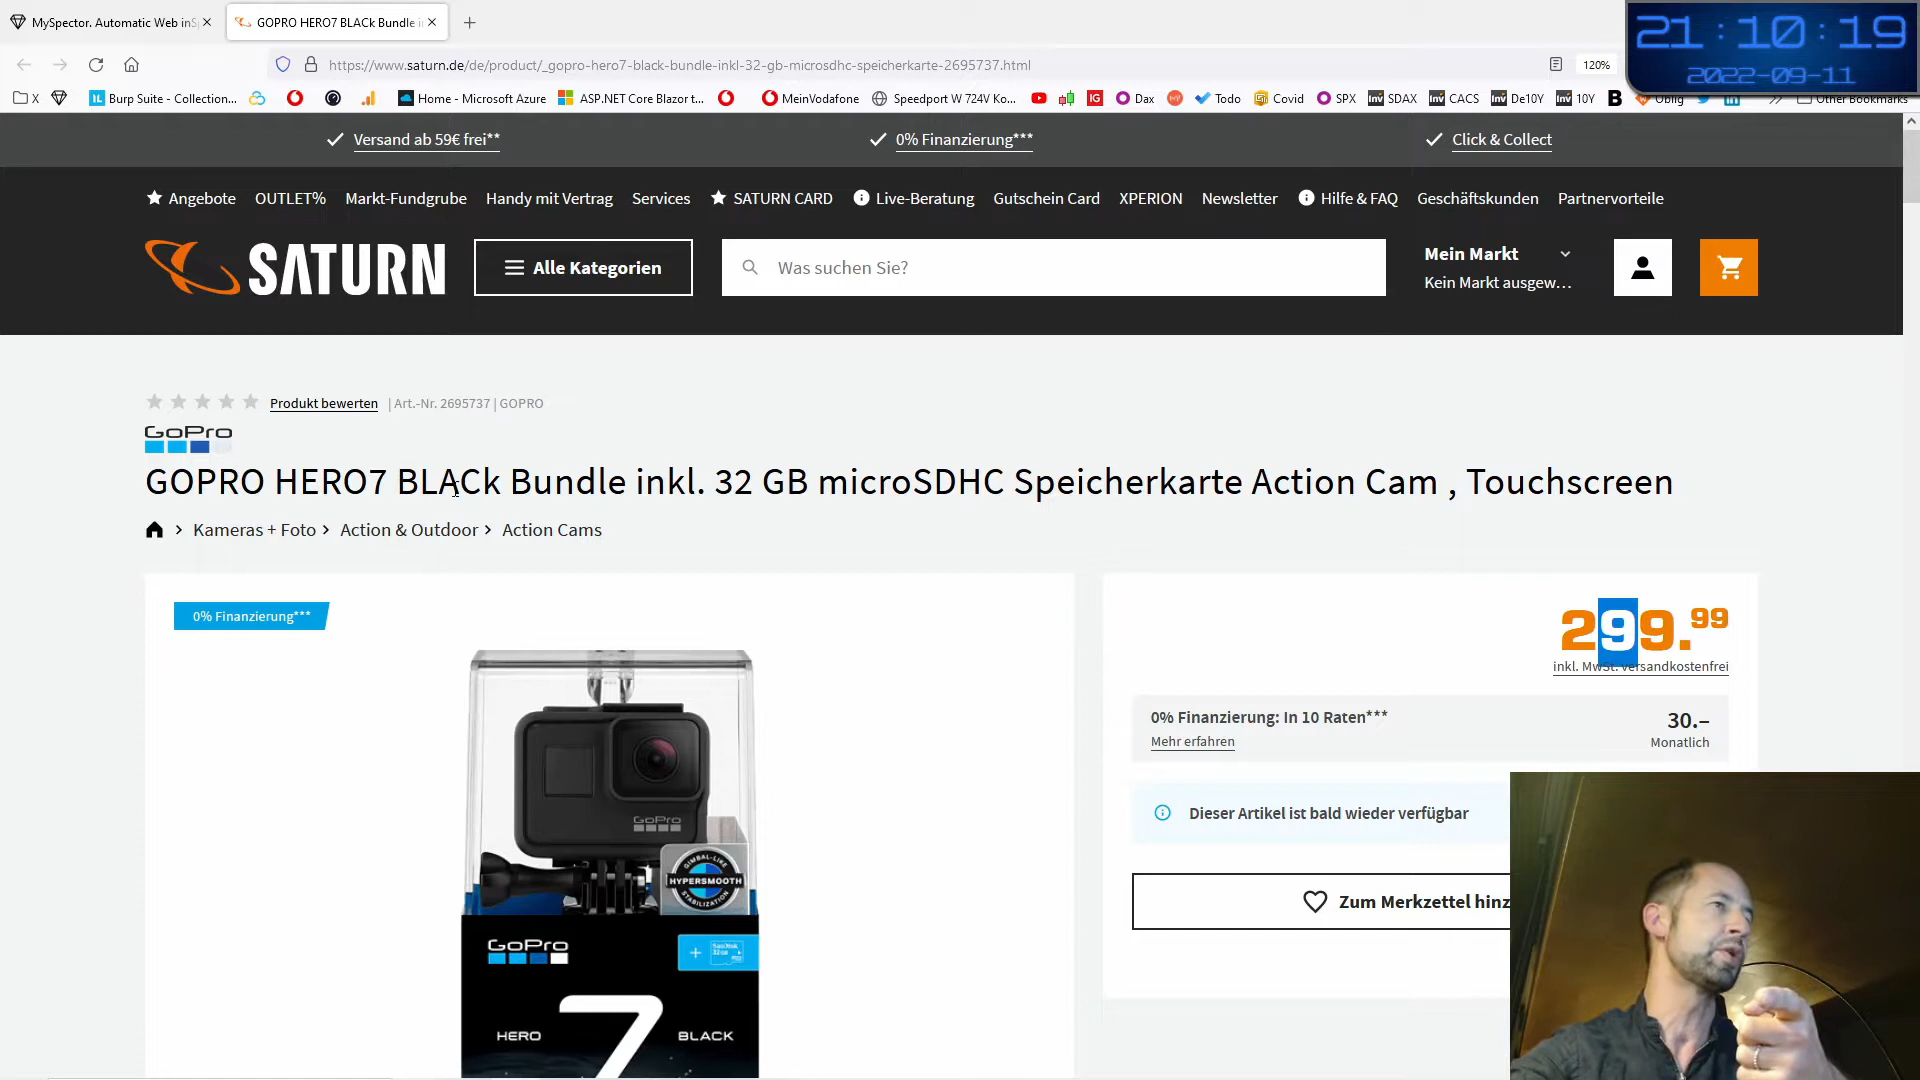 MySpector. Automatic Web inS
GOPRO HERO7 BLACk Bundle i
21:10:19
2022-09-11
https://www.saturn.de/de/product/_gopro-hero7-black-bundle-inkl-32-gb-microsdhc-speicherkarte-2695737.html
120%
X
Burp Suite - Collection...
Home - Microsoft Azure
ASP.NET Core Blazor t...
MeinVodafone
Speedport W 724V Ko...
IG
Dax
Todo
Covid
SPX
Inv SDAX
Inv CACS
Inv De10Y
Inv 10Y
B
Oblig
Other Bookmarks
Versand ab 59€ frei**
0% Finanzierung***
Click & Collect
Angebote OUTLET% Markt-Fundgrube Handy mit Vertrag Services SATURN CARD Live-Beratung Gutschein Card XPERION Newsletter Hilfe & FAQ Geschäftskunden Partnervorteile
SATURN
Alle Kategorien
Was suchen Sie?
Mein Markt
Kein Markt ausgew...
Produkt bewerten | Art.-Nr. 2695737 | GOPRO
GoPro
GOPRO HERO7 BLACk Bundle inkl. 32 GB microSDHC Speicherkarte Action Cam , Touchscreen
Kameras + Foto > Action & Outdoor > Action Cams
0% Finanzierung***
299.99
inkl. MwSt. versandkostenfrei
0% Finanzierung: In 10 Raten***
30.–
Mehr erfahren
Monatlich
Dieser Artikel ist bald wieder verfügbar
Zum Merkzettel hinz
GoPro
GIMBAL-LIKE
HYPERSMOOTH
STABILIZATION
GoPro
+ SanDisk
32GB
HERO 7 BLACK